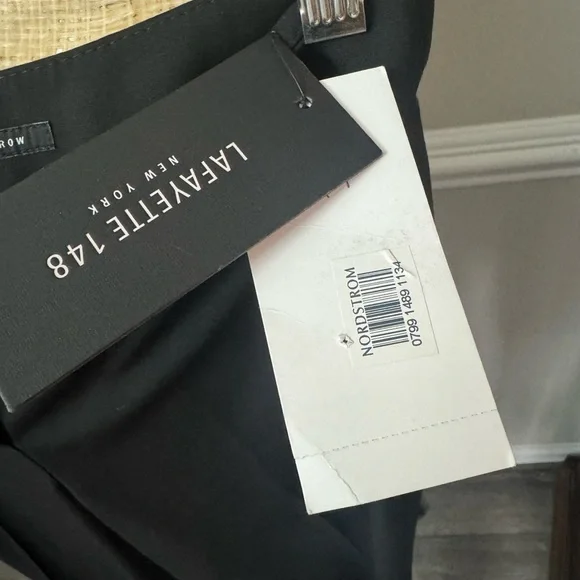 ROW
LAFAYETTE 148
NEW YORK
NORDSTROM
0799 1489 1134